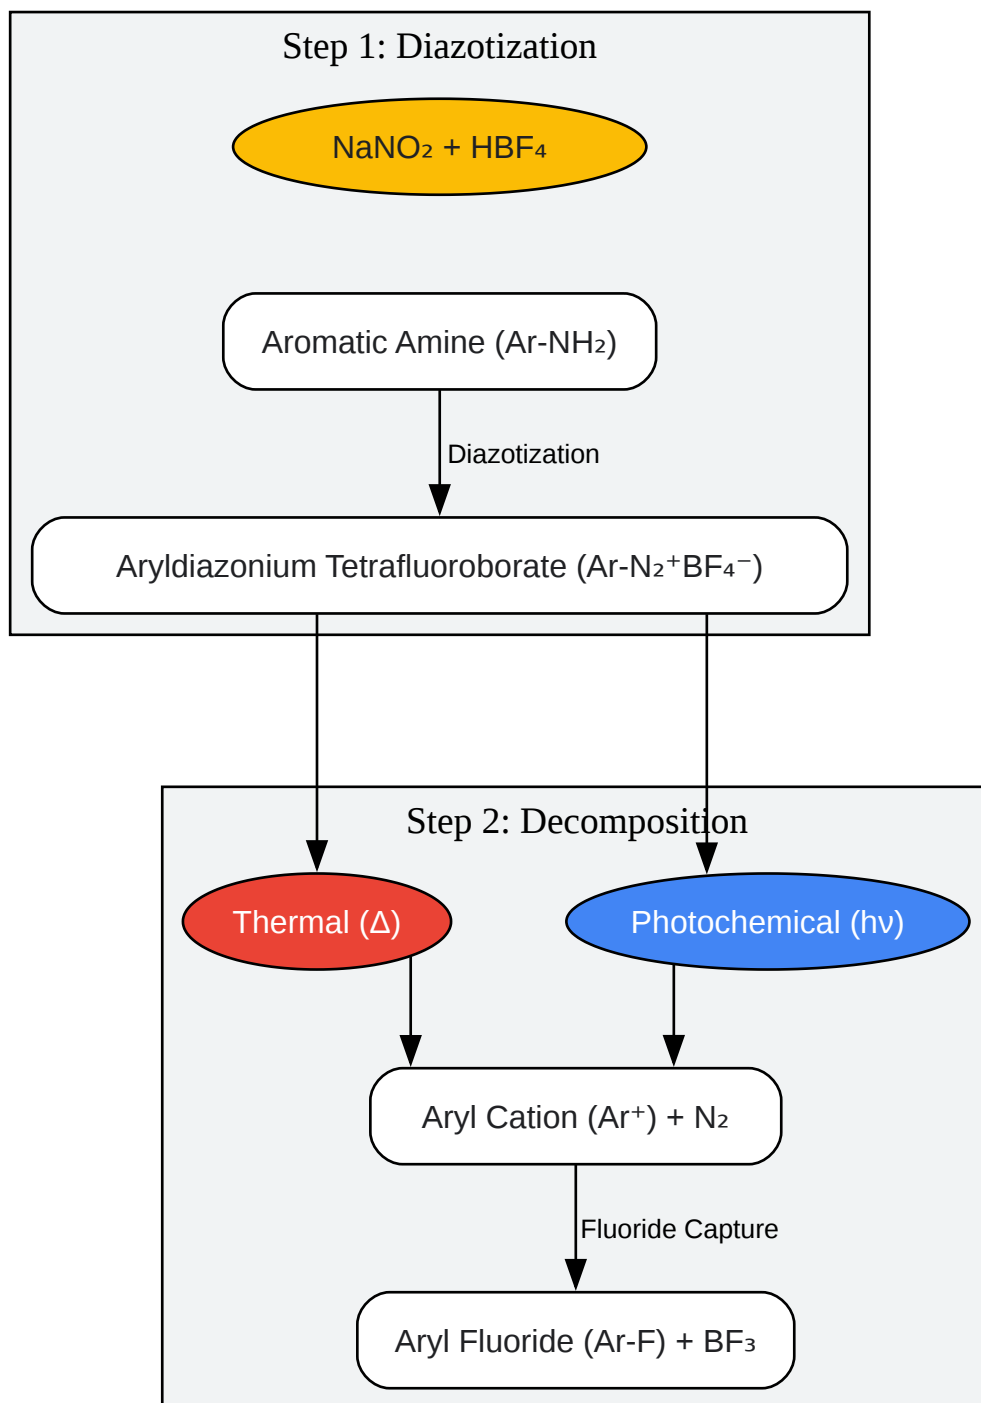 Step 1: Diazotization
NaNO₂ + HBF₄
Aromatic Amine (Ar-NH₂)
Diazotization
Aryldiazonium Tetrafluoroborate (Ar-N₂⁺BF₄⁻)
Step 2: Decomposition
Thermal (Δ)
Photochemical (hν)
Aryl Cation (Ar⁺) + N₂
Fluoride Capture
Aryl Fluoride (Ar-F) + BF₃